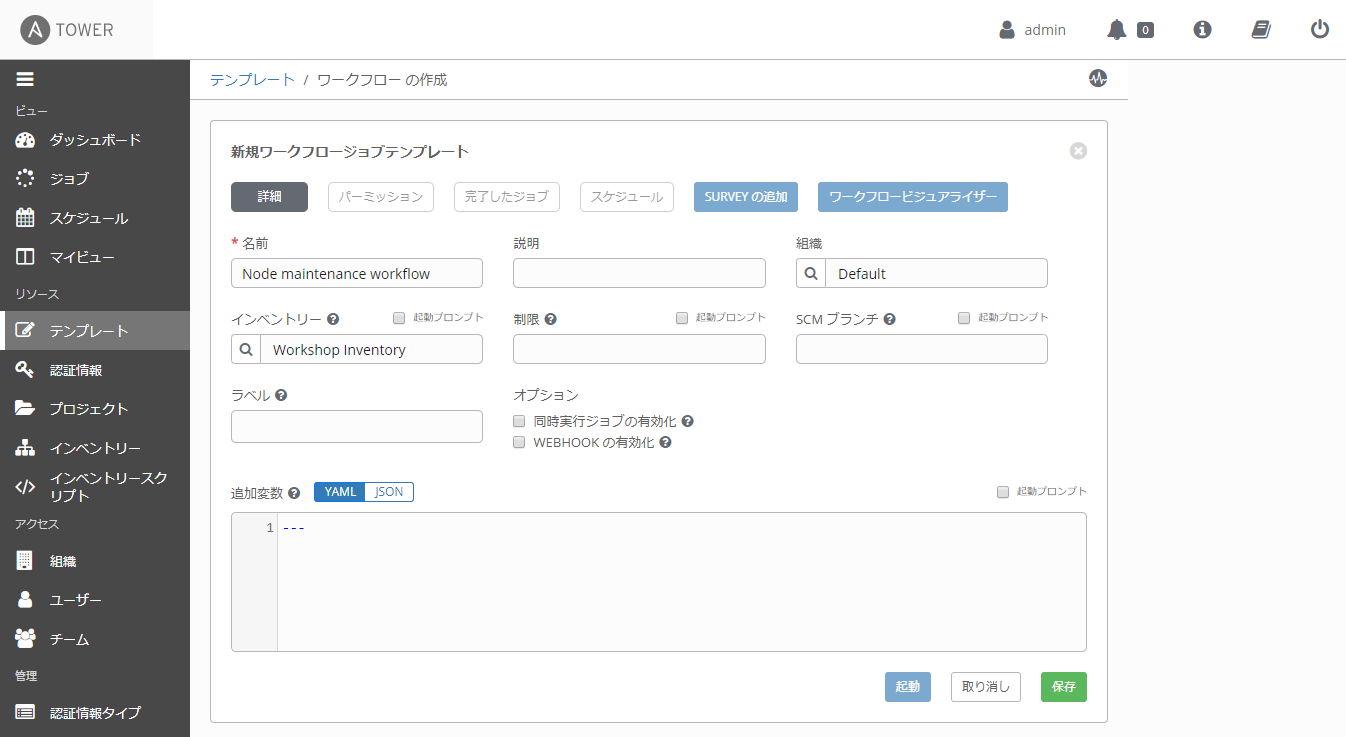 TOWER
admin
0
ビュー
ダッシュボード
ジョブ
スケジュール
マイビュー
リソース
テンプレート
認証情報
プロジェクト
インベントリー
インベントリースク
リプト
アクセス
組織
ユーザー
チーム
管理
認証情報タイプ
テンプレート / ワークフロー の作成
新規ワークフロージョブテンプレート
詳細 パーミッション 完了したジョブ スケジュール SURVEY の追加 ワークフロービジュアライザー
* 名前 説明 組織
Node maintenance workflow Default
インベントリー 起動プロンプト 制限 起動プロンプト SCM ブランチ 起動プロンプト
Workshop Inventory
ラベル オプション
同時実行ジョブの有効化
WEBHOOK の有効化
追加変数 YAML JSON 起動プロンプト
1 ---
起動 取り消し 保存